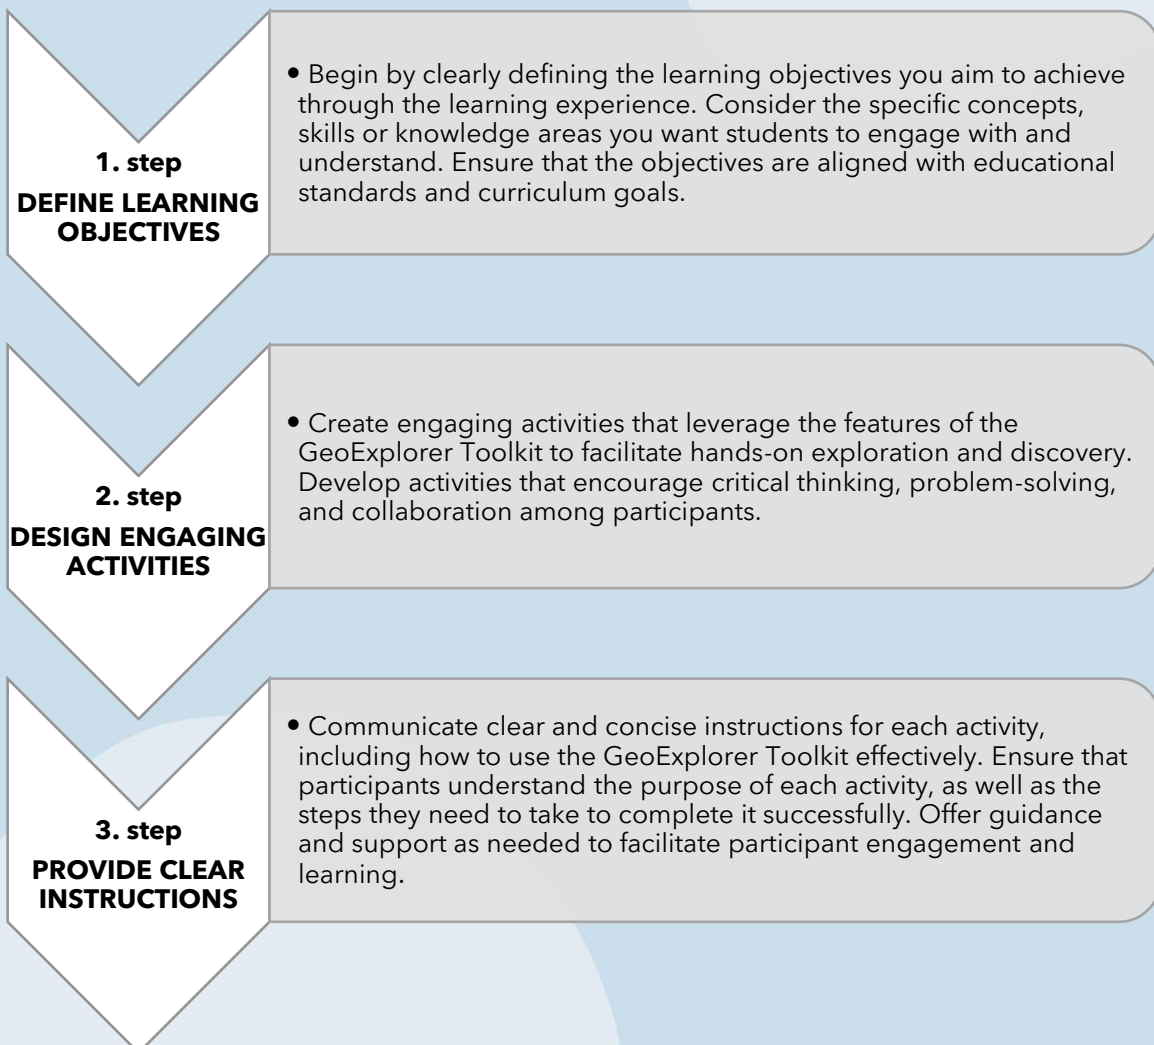 1. step
DEFINE LEARNING
OBJECTIVES
• Begin by clearly defining the learning objectives you aim to achieve
through the learning experience. Consider the specific concepts,
skills or knowledge areas you want students to engage with and
understand. Ensure that the objectives are aligned with educational
standards and curriculum goals.
2. step
DESIGN ENGAGING
ACTIVITIES
• Create engaging activities that leverage the features of the
GeoExplorer Toolkit to facilitate hands-on exploration and discovery.
Develop activities that encourage critical thinking, problem-solving,
and collaboration among participants.
3. step
PROVIDE CLEAR
INSTRUCTIONS
• Communicate clear and concise instructions for each activity,
including how to use the GeoExplorer Toolkit effectively. Ensure that
participants understand the purpose of each activity, as well as the
steps they need to take to complete it successfully. Offer guidance
and support as needed to facilitate participant engagement and
learning.